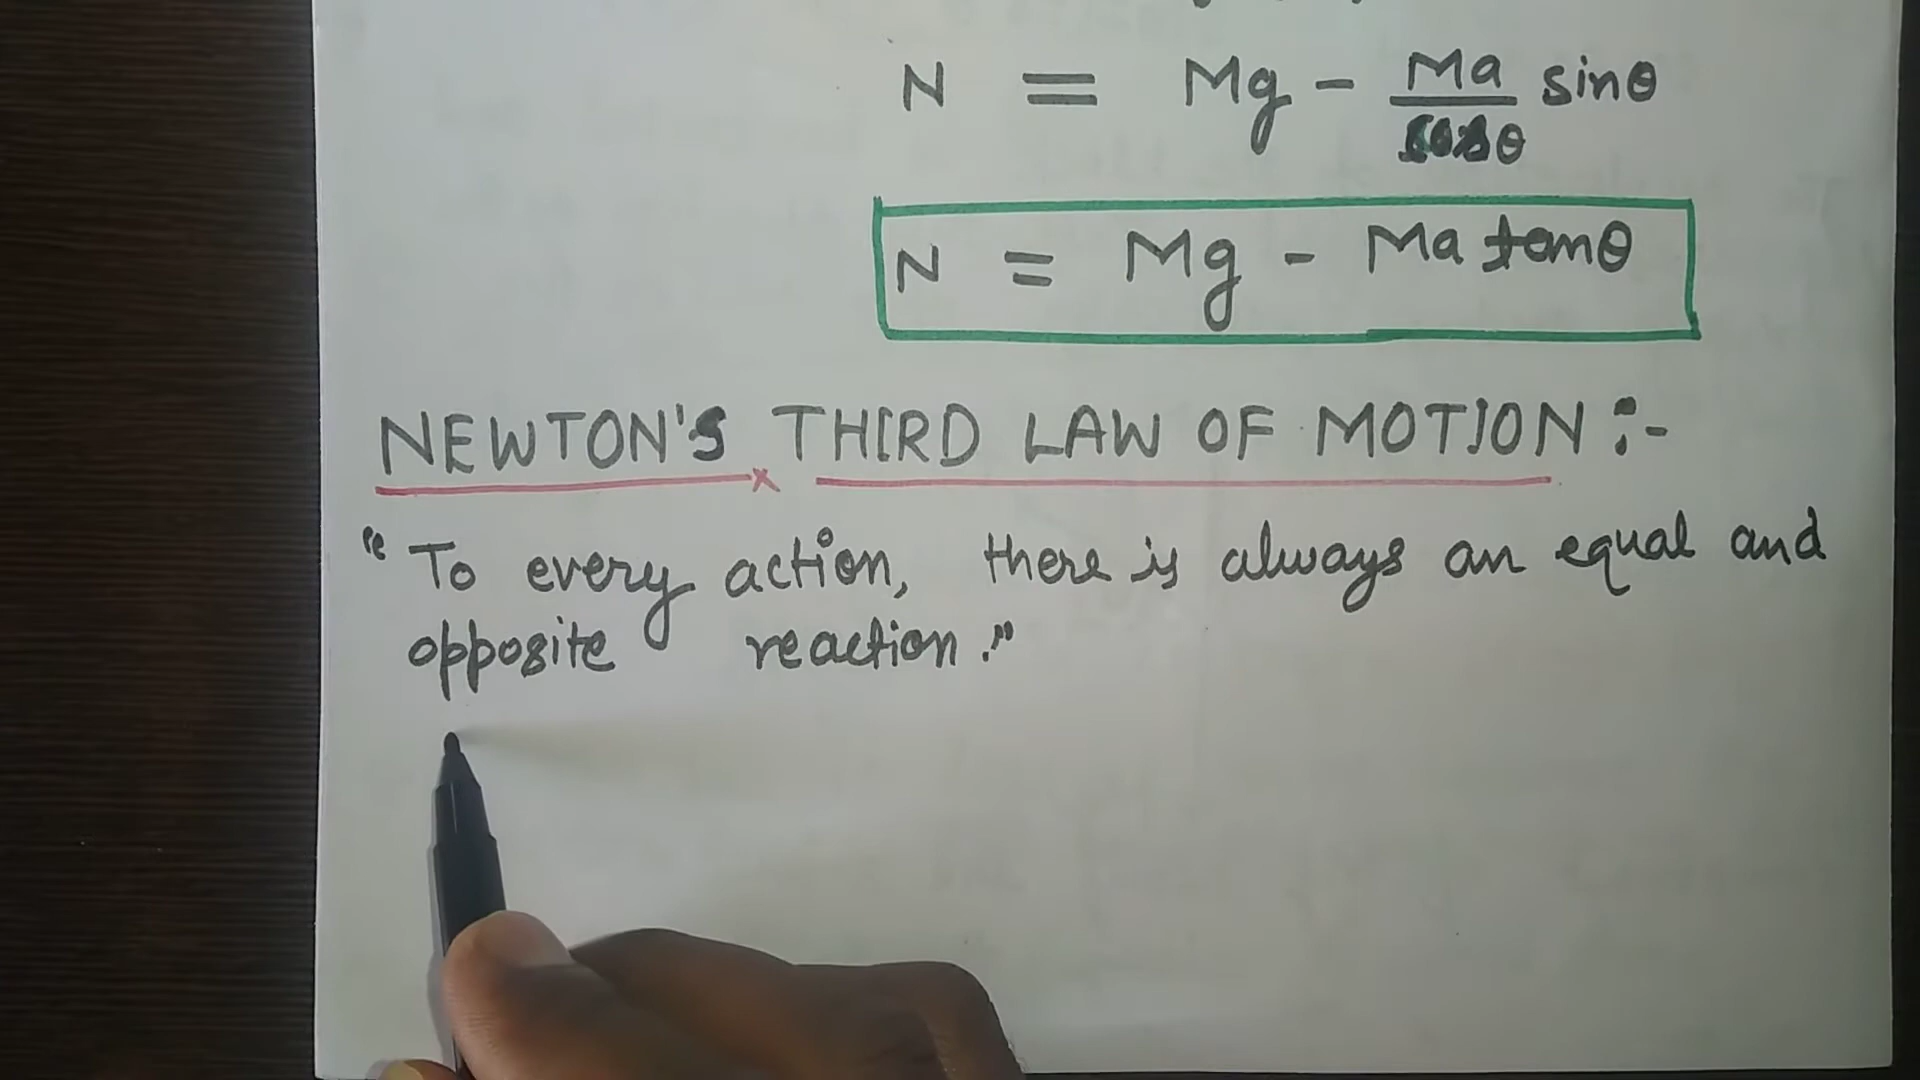 N = Mg - Ma/cosθ sinθ
N = Mg - Ma tanθ
NEWTON'S THIRD LAW OF MOTION :-
"To every action, there is always an equal and
opposite reaction."